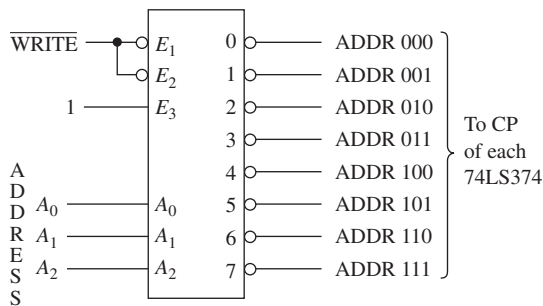 WRITE E₁ 0 ADDR 000
E₂ 1 ADDR 001
1 E₃ 2 ADDR 010
3 ADDR 011
4 ADDR 100
A₀ A₀ 5 ADDR 101
A₁ A₁ 6 ADDR 110
A₂ A₂ 7 ADDR 111
ADDRESS
To CP
of each
74LS374